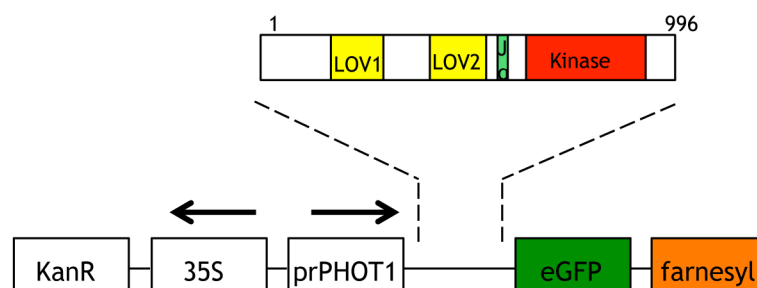 1 996
LOV1 LOV2 J Kinase
α
KanR 35S prPHOT1 eGFP farnesyl